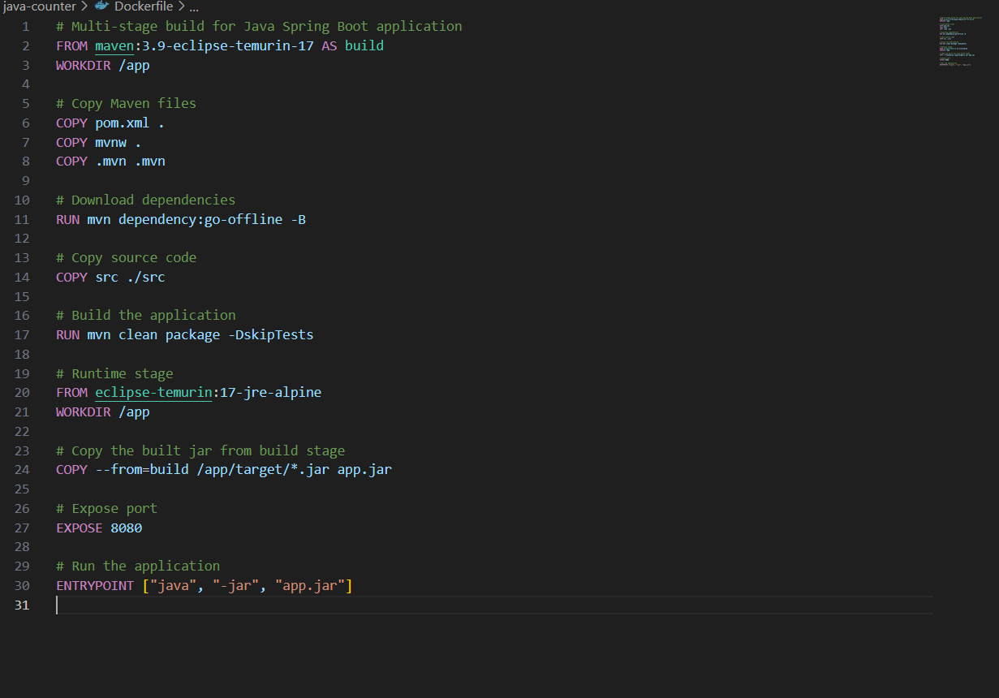 java-counter > Dockerfile > ...
1 # Multi-stage build for Java Spring Boot application
2 FROM maven:3.9-eclipse-temurin-17 AS build
3 WORKDIR /app
4
5 # Copy Maven files
6 COPY pom.xml .
7 COPY mvnw .
8 COPY .mvn .mvn
9
10 # Download dependencies
11 RUN mvn dependency:go-offline -B
12
13 # Copy source code
14 COPY src ./src
15
16 # Build the application
17 RUN mvn clean package -DskipTests
18
19 # Runtime stage
20 FROM eclipse-temurin:17-jre-alpine
21 WORKDIR /app
22
23 # Copy the built jar from build stage
24 COPY --from=build /app/target/*.jar app.jar
25
26 # Expose port
27 EXPOSE 8080
28
29 # Run the application
30 ENTRYPOINT ["java", "-jar", "app.jar"]
31